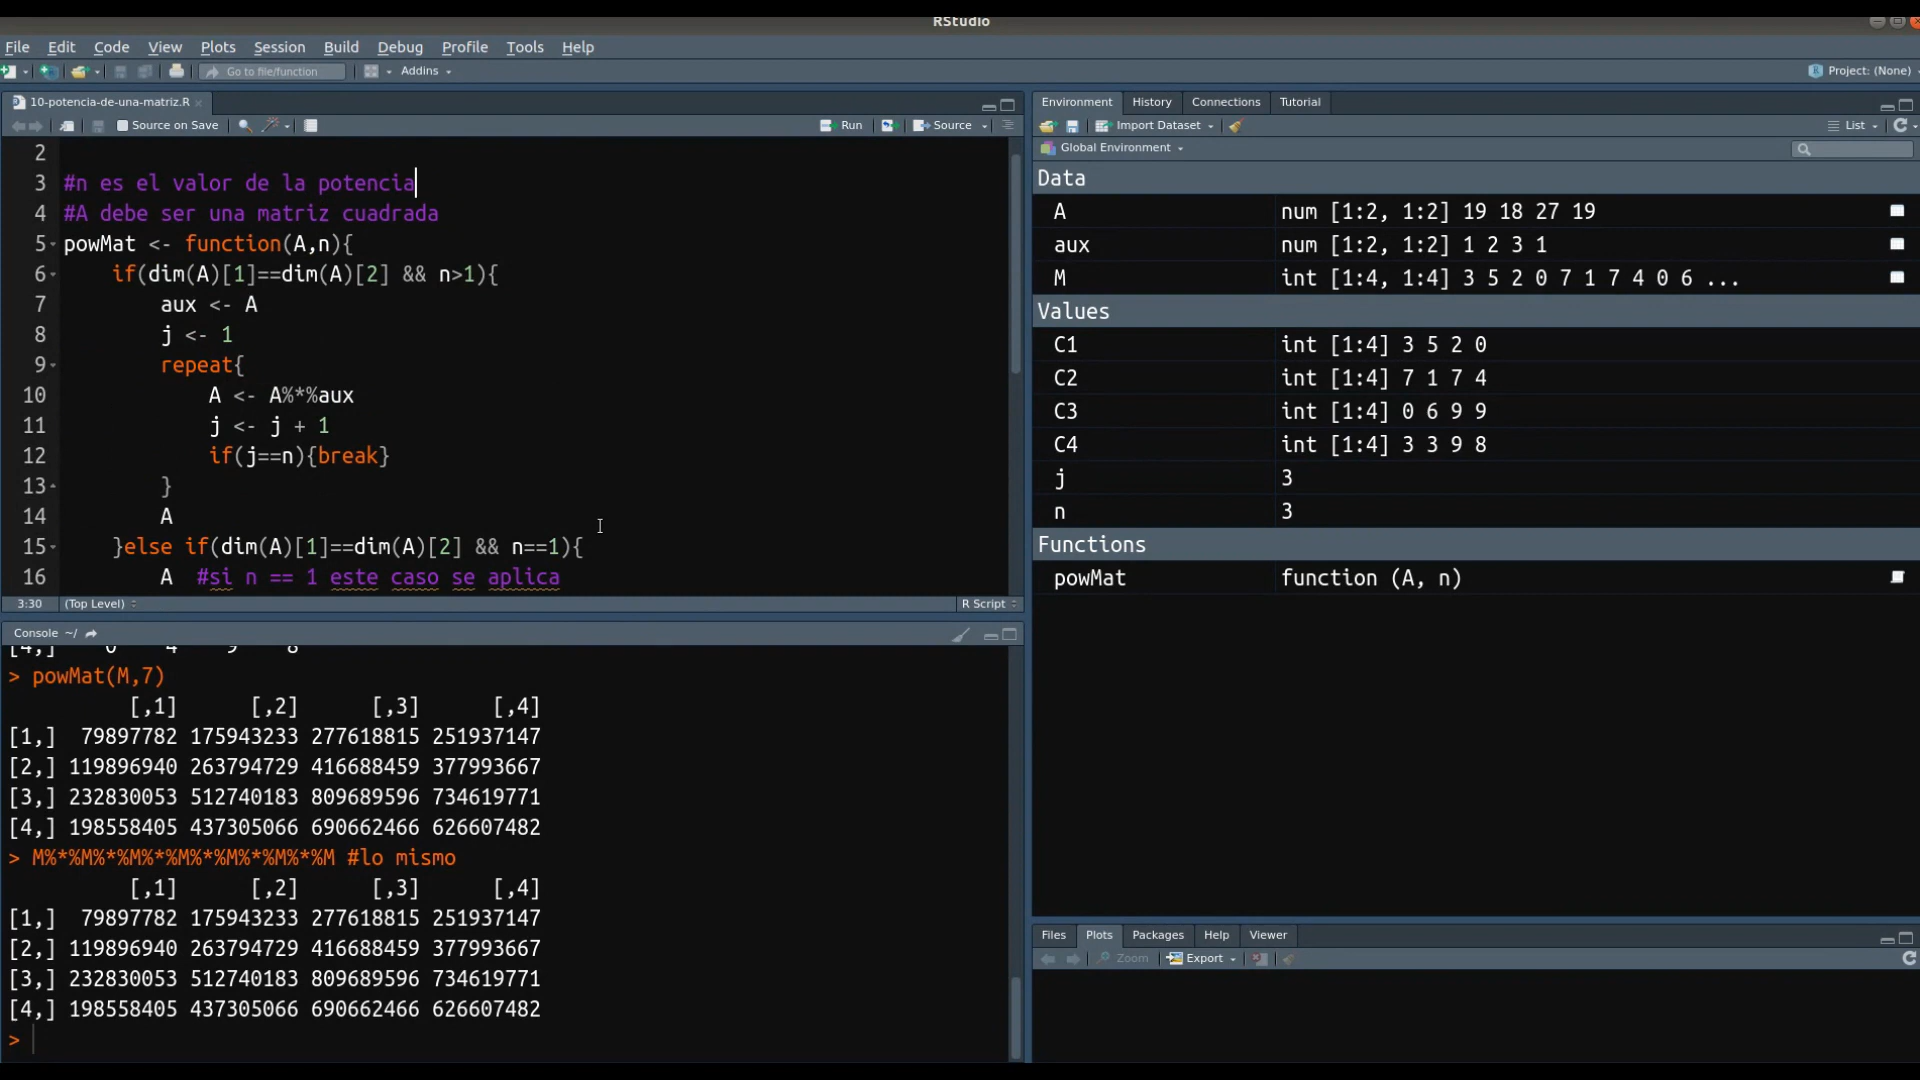 RStudio
File Edit Code View Plots Session Build Debug Profile Tools Help
Go to file/function Addins Project: (None)
10-potencia-de-una-matriz.R
Source on Save Run Source
2
3 #n es el valor de la potencia
4 #A debe ser una matriz cuadrada
5 powMat <- function(A,n){
6 if(dim(A)[1]==dim(A)[2] && n>1){
7 aux <- A
8 j <- 1
9 repeat{
10 A <- A%*%aux
11 j <- j + 1
12 if(j==n){break}
13 }
14 A
15 }else if(dim(A)[1]==dim(A)[2] && n==1){
16 A #si n == 1 este caso se aplica
3:30 (Top Level) R Script
Console ~/
[4,] 0 4 9 8
> powMat(M,7)
[,1] [,2] [,3] [,4]
[1,] 79897782 175943233 277618815 251937147
[2,] 119896940 263794729 416688459 377993667
[3,] 232830053 512740183 809689596 734619771
[4,] 198558405 437305066 690662466 626607482
> M%*%M%*%M%*%M%*%M%*%M%*%M #lo mismo
[,1] [,2] [,3] [,4]
[1,] 79897782 175943233 277618815 251937147
[2,] 119896940 263794729 416688459 377993667
[3,] 232830053 512740183 809689596 734619771
[4,] 198558405 437305066 690662466 626607482
>
Environment History Connections Tutorial
Import Dataset List
Global Environment
Data
A num [1:2, 1:2] 19 18 27 19
aux num [1:2, 1:2] 1 2 3 1
M int [1:4, 1:4] 3 5 2 0 7 1 7 4 0 6 ...
Values
C1 int [1:4] 3 5 2 0
C2 int [1:4] 7 1 7 4
C3 int [1:4] 0 6 9 9
C4 int [1:4] 3 3 9 8
j 3
n 3
Functions
powMat function (A, n)
Files Plots Packages Help Viewer
Zoom Export